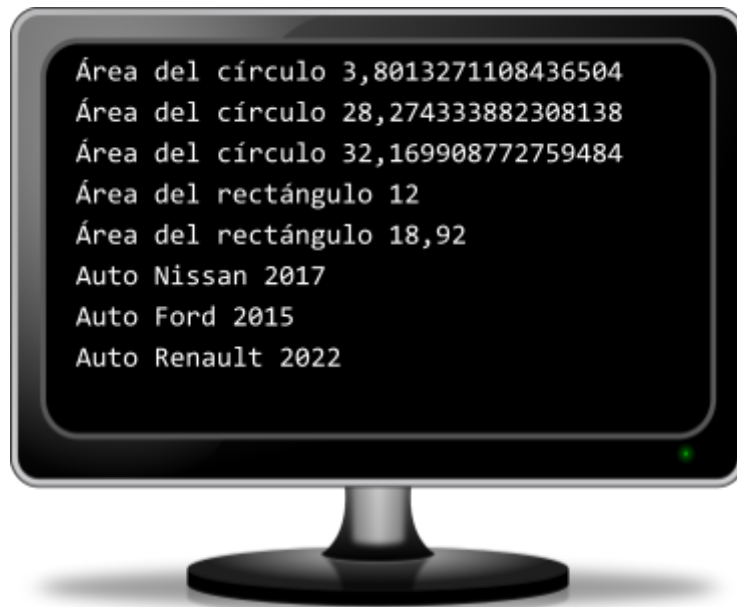 Área del círculo 3,8013271108436504
Área del círculo 28,274333882308138
Área del círculo 32,169908772759484
Área del rectángulo 12
Área del rectángulo 18,92
Auto Nissan 2017
Auto Ford 2015
Auto Renault 2022